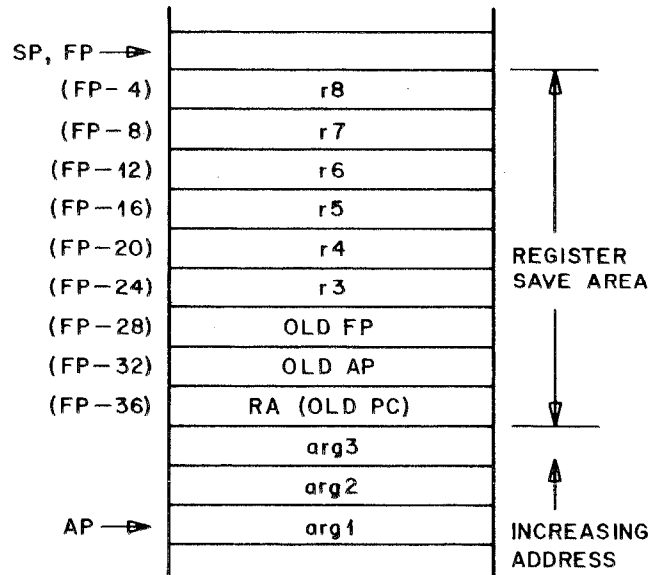 SP, FP
(FP-4) r8
(FP-8) r7
(FP-12) r6
(FP-16) r5
(FP-20) r4
(FP-24) r3
REGISTER
SAVE AREA
(FP-28) OLD FP
(FP-32) OLD AP
(FP-36) RA (OLD PC)
arg3
arg2
AP arg1
INCREASING
ADDRESS